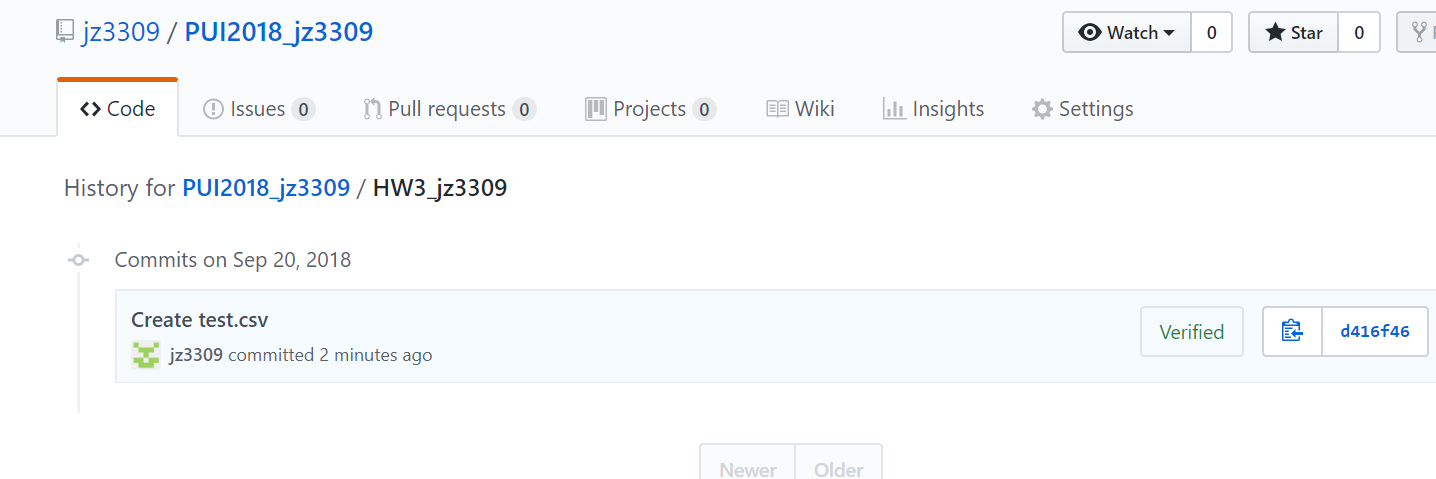 jz3309 / PUI2018_jz3309
Watch 0 Star 0
Code Issues 0 Pull requests 0 Projects 0 Wiki Insights Settings
History for PUI2018_jz3309 / HW3_jz3309
Commits on Sep 20, 2018
Create test.csv
Verified d416f46
jz3309 committed 2 minutes ago
Newer Older